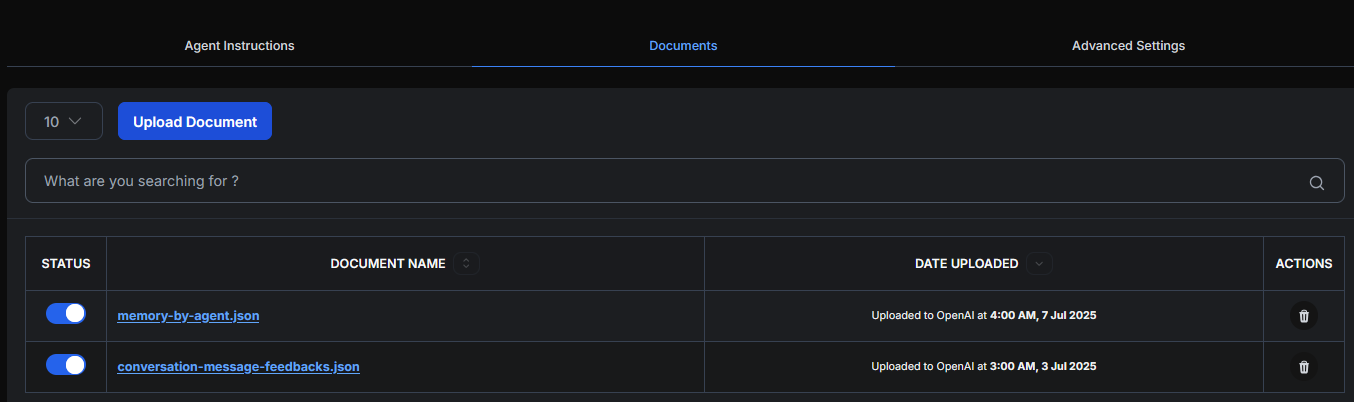 Agent Instructions Documents Advanced Settings
10 Upload Document
What are you searching for ?
STATUS DOCUMENT NAME DATE UPLOADED ACTIONS
memory-by-agent.json Uploaded to OpenAI at 4:00 AM, 7 Jul 2025
conversation-message-feedbacks.json Uploaded to OpenAI at 3:00 AM, 3 Jul 2025